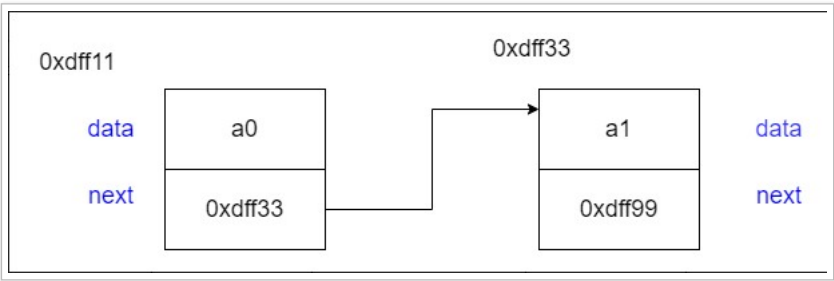 0xdff11
0xdff33
data a0 a1 data
next 0xdff33 0xdff99 next